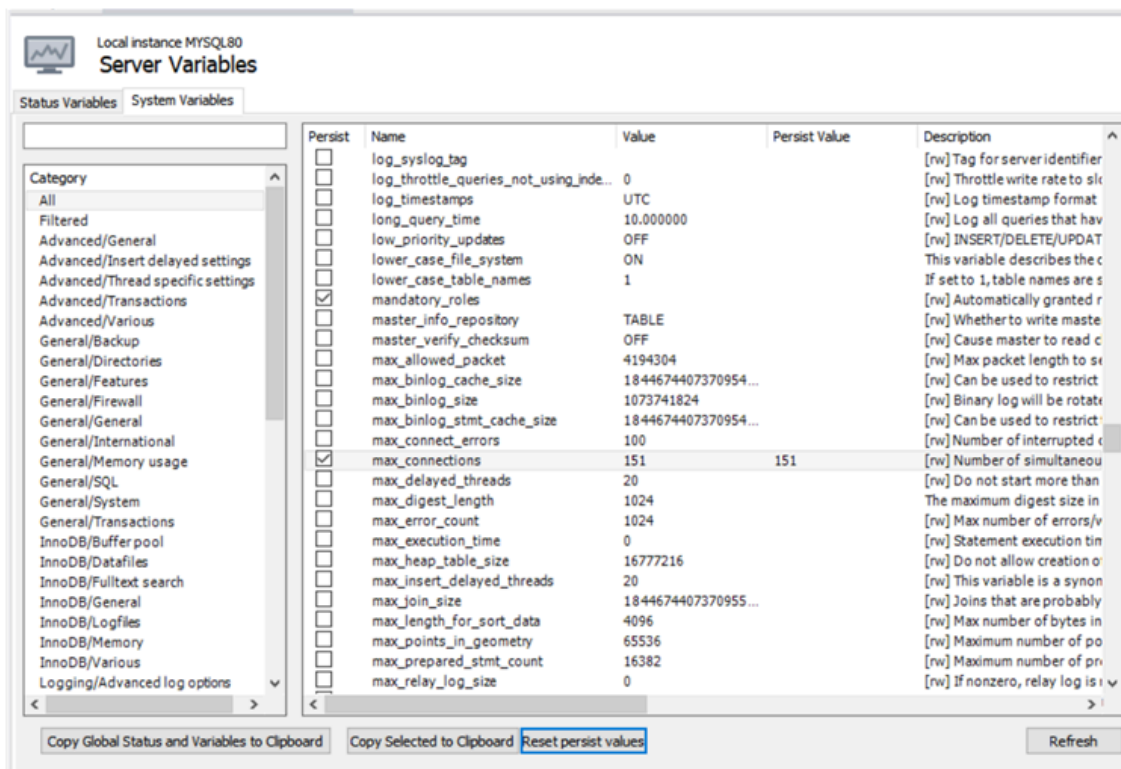 Local instance MYSQL80
Server Variables
Status Variables System Variables
Category
All
Filtered
Advanced/General
Advanced/Insert delayed settings
Advanced/Thread specific settings
Advanced/Transactions
Advanced/Various
General/Backup
General/Directories
General/Features
General/Firewall
General/General
General/International
General/Memory usage
General/SQL
General/System
General/Transactions
InnoDB/Buffer pool
InnoDB/Datafiles
InnoDB/Fulltext search
InnoDB/General
InnoDB/Logfiles
InnoDB/Memory
InnoDB/Various
Logging/Advanced log options
Persist Name Value Persist Value Description
log_syslog_tag [rw] Tag for server identifier
log_throttle_queries_not_using_inde... 0 [rw] Throttle write rate to slo
log_timestamps UTC [rw] Log timestamp format
long_query_time 10.000000 [rw] Log all queries that hav
low_priority_updates OFF [rw] INSERT/DELETE/UPDAT
lower_case_file_system ON This variable describes the c
lower_case_table_names 1 If set to 1, table names are s
mandatory_roles [rw] Automatically granted r
master_info_repository TABLE [rw] Whether to write maste
master_verify_checksum OFF [rw] Cause master to read c
max_allowed_packet 4194304 [rw] Max packet length to se
max_binlog_cache_size 1844674407370954... [rw] Can be used to restrict
max_binlog_size 1073741824 [rw] Binary log will be rotate
max_binlog_stmt_cache_size 1844674407370954... [rw] Can be used to restrict
max_connect_errors 100 [rw] Number of interrupted c
max_connections 151 151 [rw] Number of simultaneou
max_delayed_threads 20 [rw] Do not start more than
max_digest_length 1024 The maximum digest size in
max_error_count 1024 [rw] Max number of errors/w
max_execution_time 0 [rw] Statement execution tim
max_heap_table_size 16777216 [rw] Do not allow creation o
max_insert_delayed_threads 20 [rw] This variable is a synon
max_join_size 1844674407370955... [rw] Joins that are probably
max_length_for_sort_data 4096 [rw] Max number of bytes in
max_points_in_geometry 65536 [rw] Maximum number of po
max_prepared_stmt_count 16382 [rw] Maximum number of pr
max_relay_log_size 0 [rw] If nonzero, relay log is
Copy Global Status and Variables to Clipboard Copy Selected to Clipboard Reset persist values Refresh